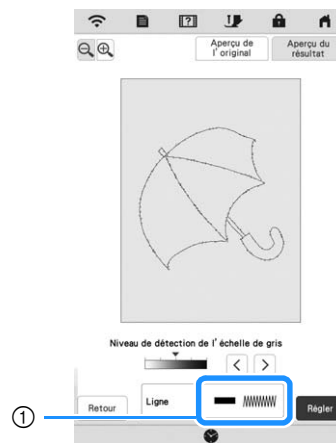 Aperçu de
l'original
Aperçu du
résultat
Niveau de détection de l'échelle de gris
< >
Retour
Ligne
Régler
①